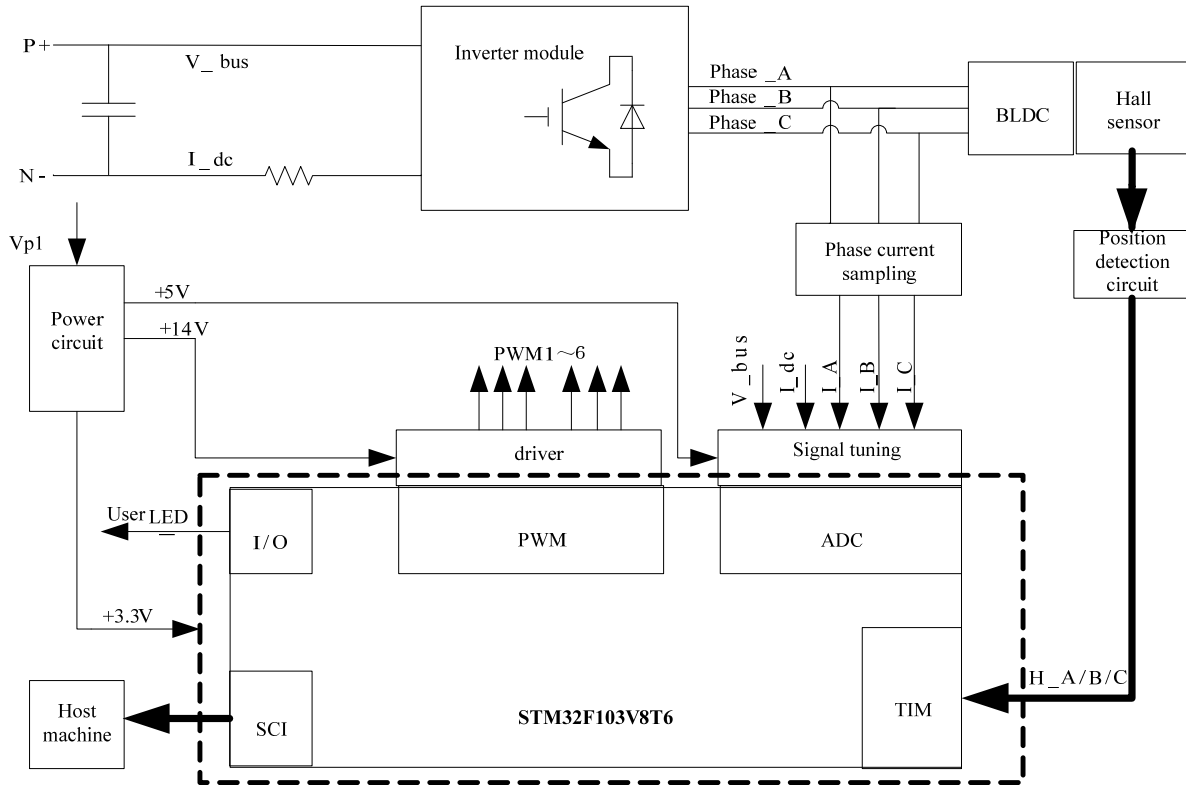 P+
V_ bus
Inverter module
Phase _A
Phase _B
Phase _C
BLDC
Hall
sensor
N-
I_dc
Vp1
Phase current
sampling
Position
detection
circuit
Power
circuit
+5V
+14V
PWM1～6
V_bus
I_dc
I_A
I_B
I_C
driver
Signal tuning
User LED
_
I/O
PWM
ADC
+3.3V
H_A/B/C
Host
machine
SCI
STM32F103V8T6
TIM